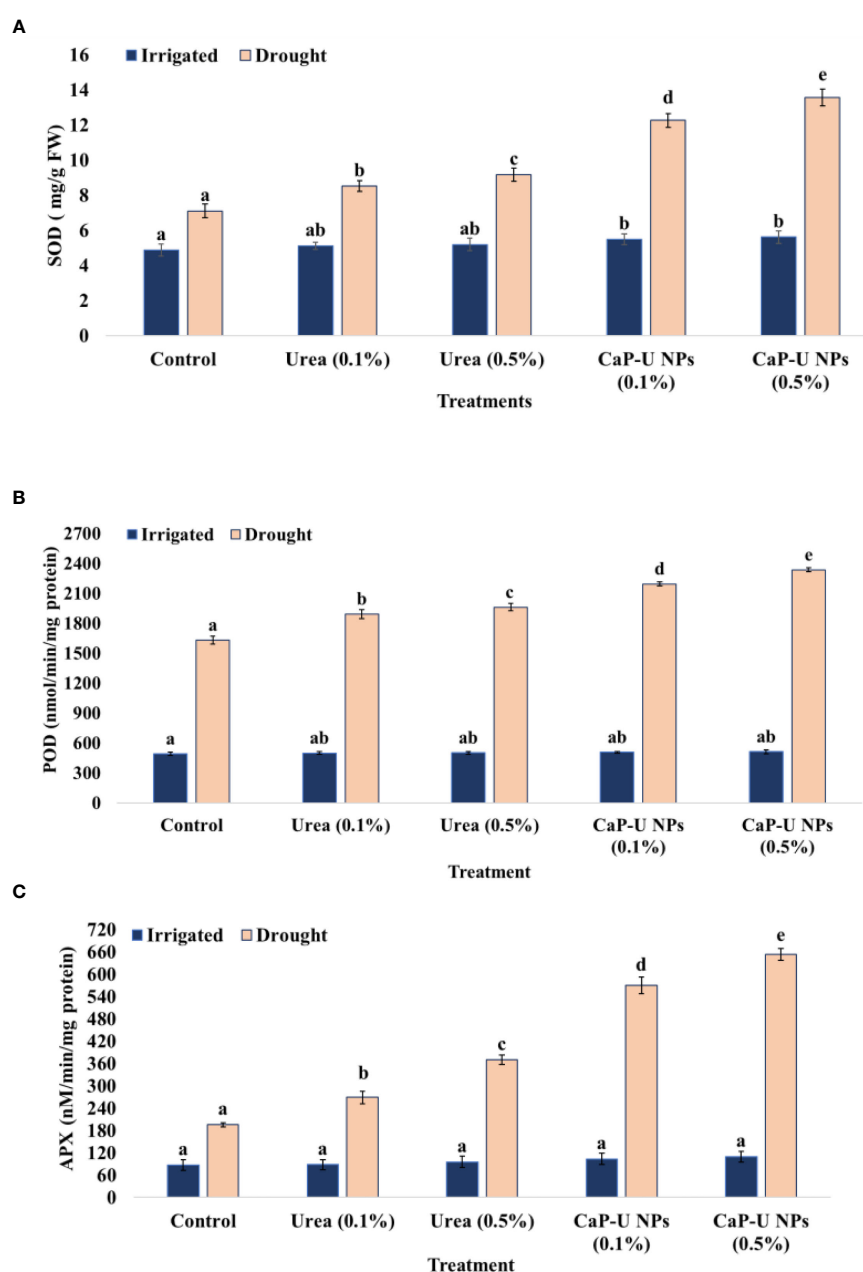 A
16
14
12
10
8
6
4
2
0
SOD ( mg/g FW)
Irrigated Drought
a a ab b ab c b d b e
Control Urea (0.1%) Urea (0.5%) CaP-U NPs (0.1%) CaP-U NPs (0.5%)
Treatments
B
2700
2400
2100
1800
1500
1200
900
600
300
0
POD (nmol/min/mg protein)
Irrigated Drought
a a ab b ab c ab d ab e
Control Urea (0.1%) Urea (0.5%) CaP-U NPs (0.1%) CaP-U NPs (0.5%)
Treatment
C
720
660
600
540
480
420
360
300
240
180
120
60
0
APX (nM/min/mg protein)
Irrigated Drought
a a a b a c a d a e
Control Urea (0.1%) Urea (0.5%) CaP-U NPs (0.1%) CaP-U NPs (0.5%)
Treatment